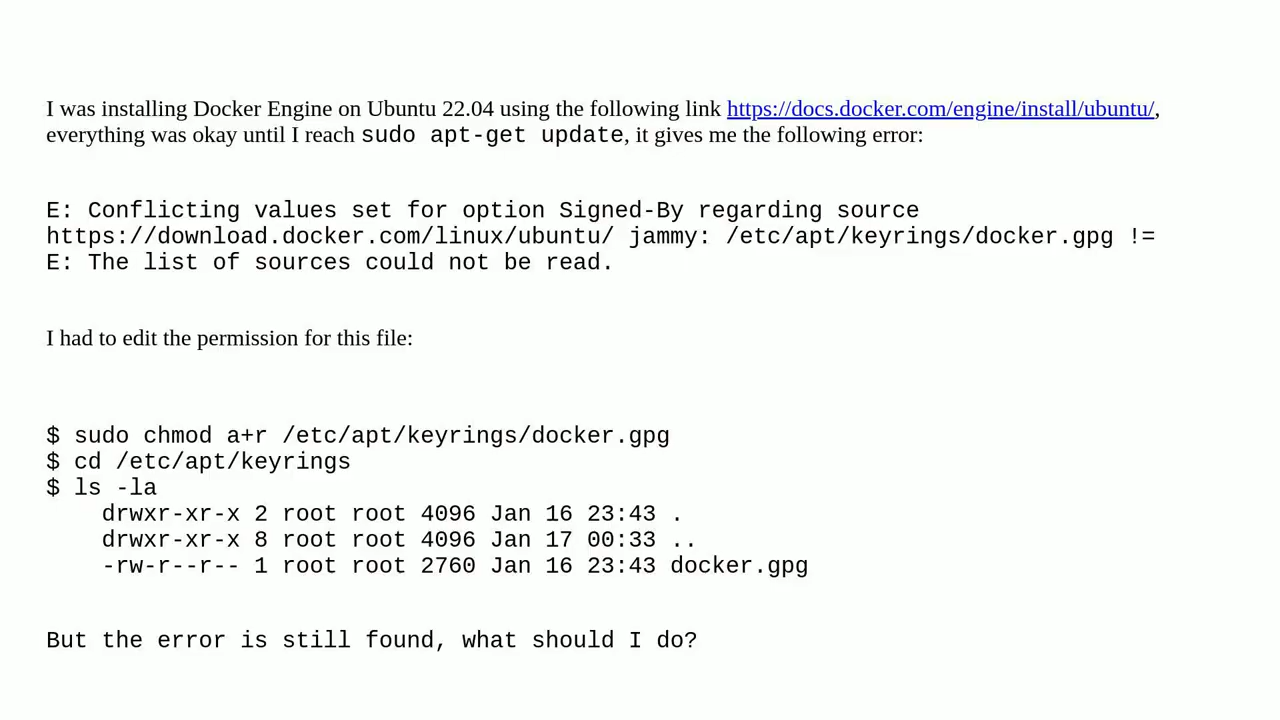 I was installing Docker Engine on Ubuntu 22.04 using the following link https://docs.docker.com/engine/install/ubuntu/,
everything was okay until I reach sudo apt-get update, it gives me the following error:
E: Conflicting values set for option Signed-By regarding source
https://download.docker.com/linux/ubuntu/ jammy: /etc/apt/keyrings/docker.gpg !=
E: The list of sources could not be read.
I had to edit the permission for this file:
$ sudo chmod a+r /etc/apt/keyrings/docker.gpg
$ cd /etc/apt/keyrings
$ ls -la
drwxr-xr-x 2 root root 4096 Jan 16 23:43 .
drwxr-xr-x 8 root root 4096 Jan 17 00:33 ..
-rw-r--r-- 1 root root 2760 Jan 16 23:43 docker.gpg
But the error is still found, what should I do?